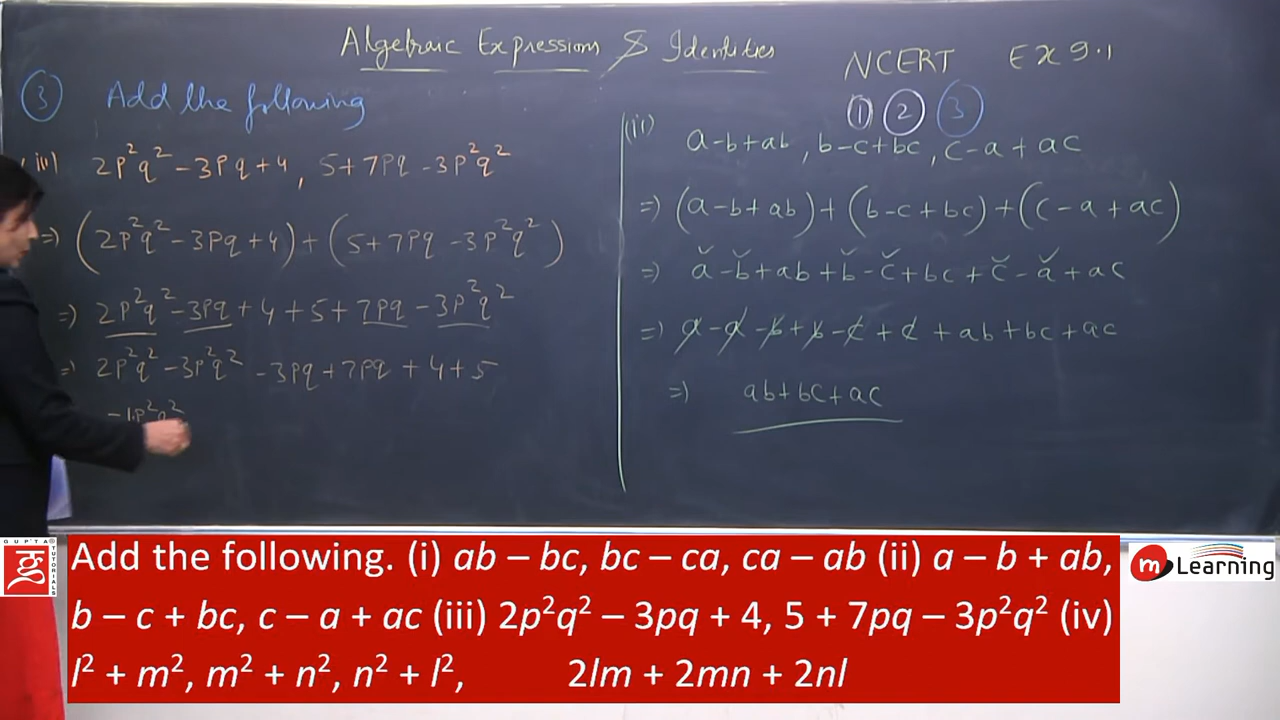 Algebraic Expressions & Identities
NCERT Ex 9.1
① ② ③
③ Add the following
(iii) 2p²q² - 3pq + 4, 5 + 7pq - 3p²q²
=) (2p²q² - 3pq + 4) + (5 + 7pq - 3p²q²)
=) 2p²q² - 3pq + 4 + 5 + 7pq - 3p²q²
=) 2p²q² - 3p²q² - 3pq + 7pq + 4 + 5
- 1p²q²
(ii) a - b + ab, b - c + bc, c - a + ac
=) (a - b + ab) + (b - c + bc) + (c - a + ac)
=) a - b + ab + b - c + bc + c - a + ac
=) a - a - b + b - c + c + ab + bc + ac
=) ab + bc + ac
GUPTA TUTORIALS
Add the following. (i) ab – bc, bc – ca, ca – ab (ii) a – b + ab,
b – c + bc, c – a + ac (iii) 2p²q² – 3pq + 4, 5 + 7pq – 3p²q² (iv)
l² + m², m² + n², n² + l², 2lm + 2mn + 2nl
m Learning